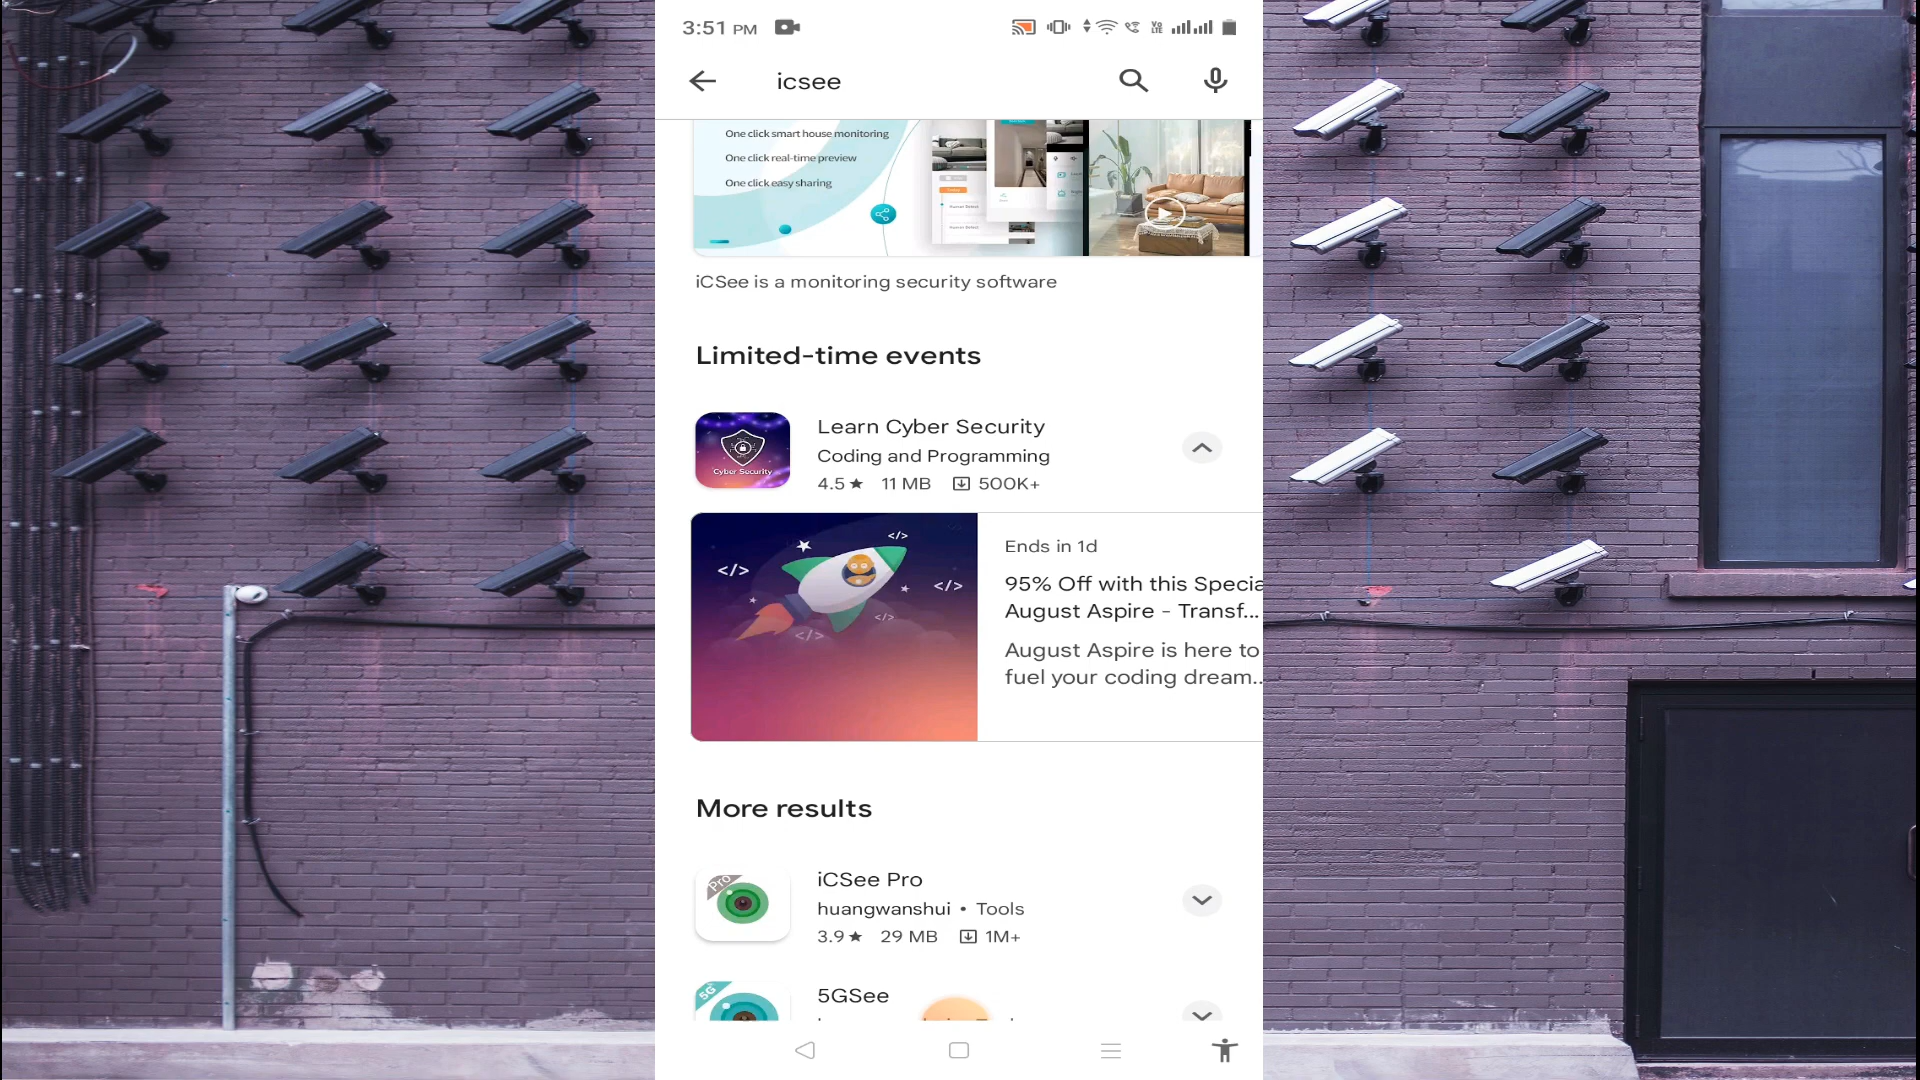 3:51 PM
icsee
One click smart house monitoring
One click real-time preview
One click easy sharing
iCSee is a monitoring security software
Limited-time events
Learn Cyber Security
Coding and Programming
4.5★ 11 MB 500K+
Cyber Security
Ends in 1d
95% Off with this Specia
August Aspire - Transf...
August Aspire is here to
fuel your coding dream..
</>
</>
</>
</>
</>
More results
iCSee Pro
huangwanshui • Tools
3.9★ 29 MB 1M+
Pro
5GSee
5G